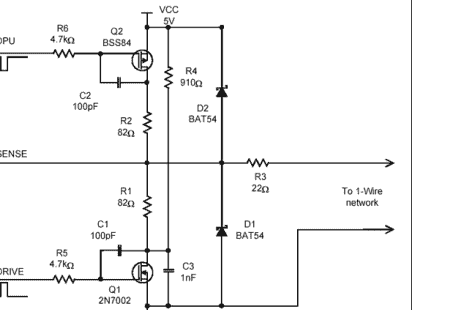 VCC
5V
R6
4.7kΩ
Q2
BSS84
DPU
R4
910Ω
C2
100pF
D2
BAT54
R2
82Ω
SENSE
R3
22Ω
R1
82Ω
To 1-Wire
network
C1
100pF
D1
BAT54
R5
4.7kΩ
C3
1nF
DRIVE
Q1
2N7002